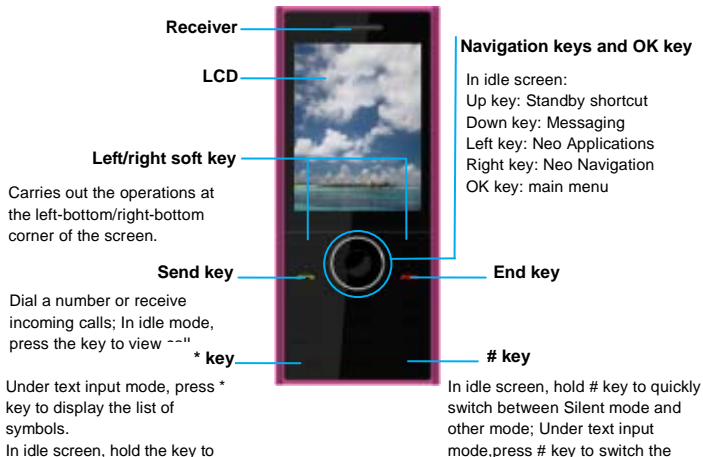 Receiver
LCD
Left/right soft key
Carries out the operations at
the left-bottom/right-bottom
corner of the screen.
Send key
Dial a number or receive
incoming calls; In idle mode,
press the key to view
* key
Under text input mode, press *
key to display the list of
symbols.
In idle screen, hold the key to
Navigation keys and OK key
In idle screen:
Up key: Standby shortcut
Down key: Messaging
Left key: Neo Applications
Right key: Neo Navigation
OK key: main menu
End key
# key
In idle screen, hold # key to quickly
switch between Silent mode and
other mode; Under text input
mode,press # key to switch the